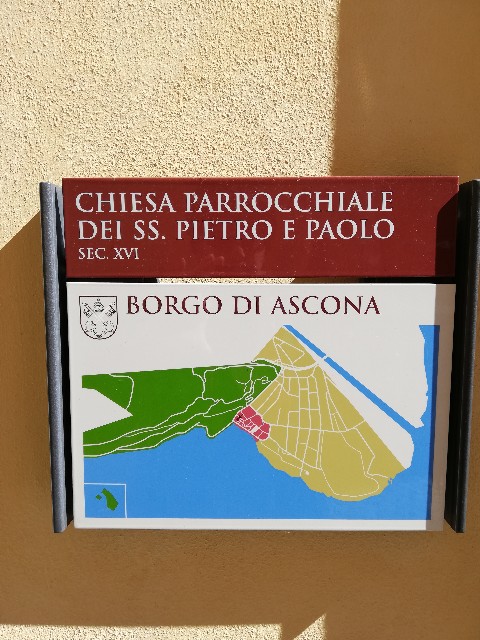 CHIESA PARROCCHIALE
DEI SS. PIETRO E PAOLO
SEC. XVI
BORGO DI ASCONA